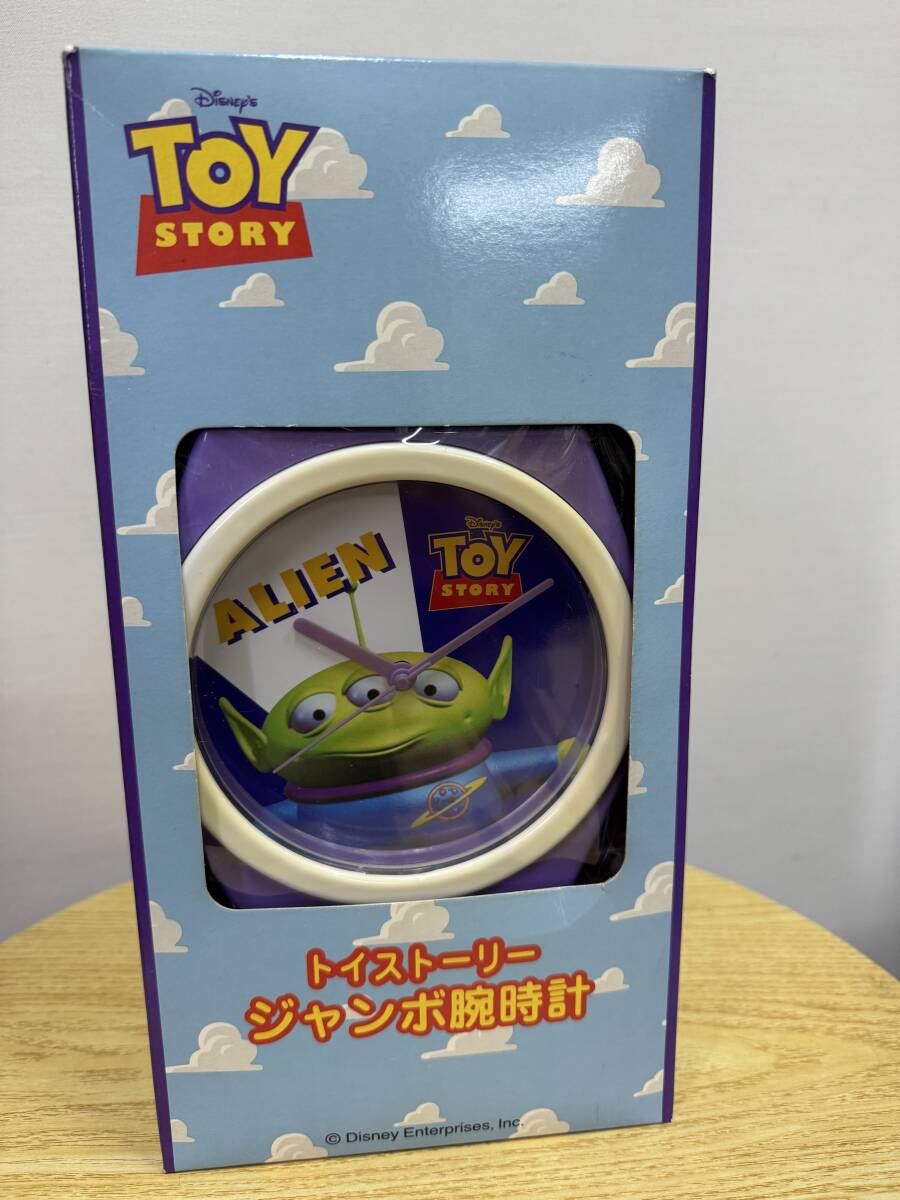 Disney's
TOY
STORY
ALIEN
Disney's
TOY
STORY
トイストーリー
ジャンボ腕時計
© Disney Enterprises, Inc.